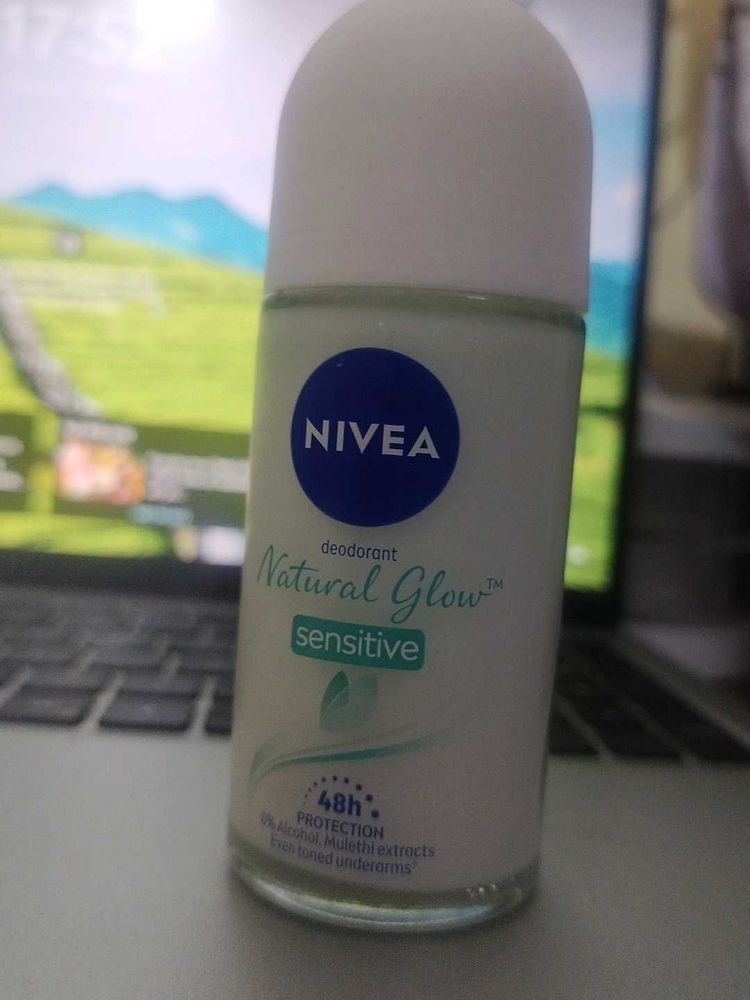 NIVEA
deodorant
Natural Glow™
sensitive
48h
PROTECTION
0% Alcohol, Mulethi extracts
Even toned underarms°